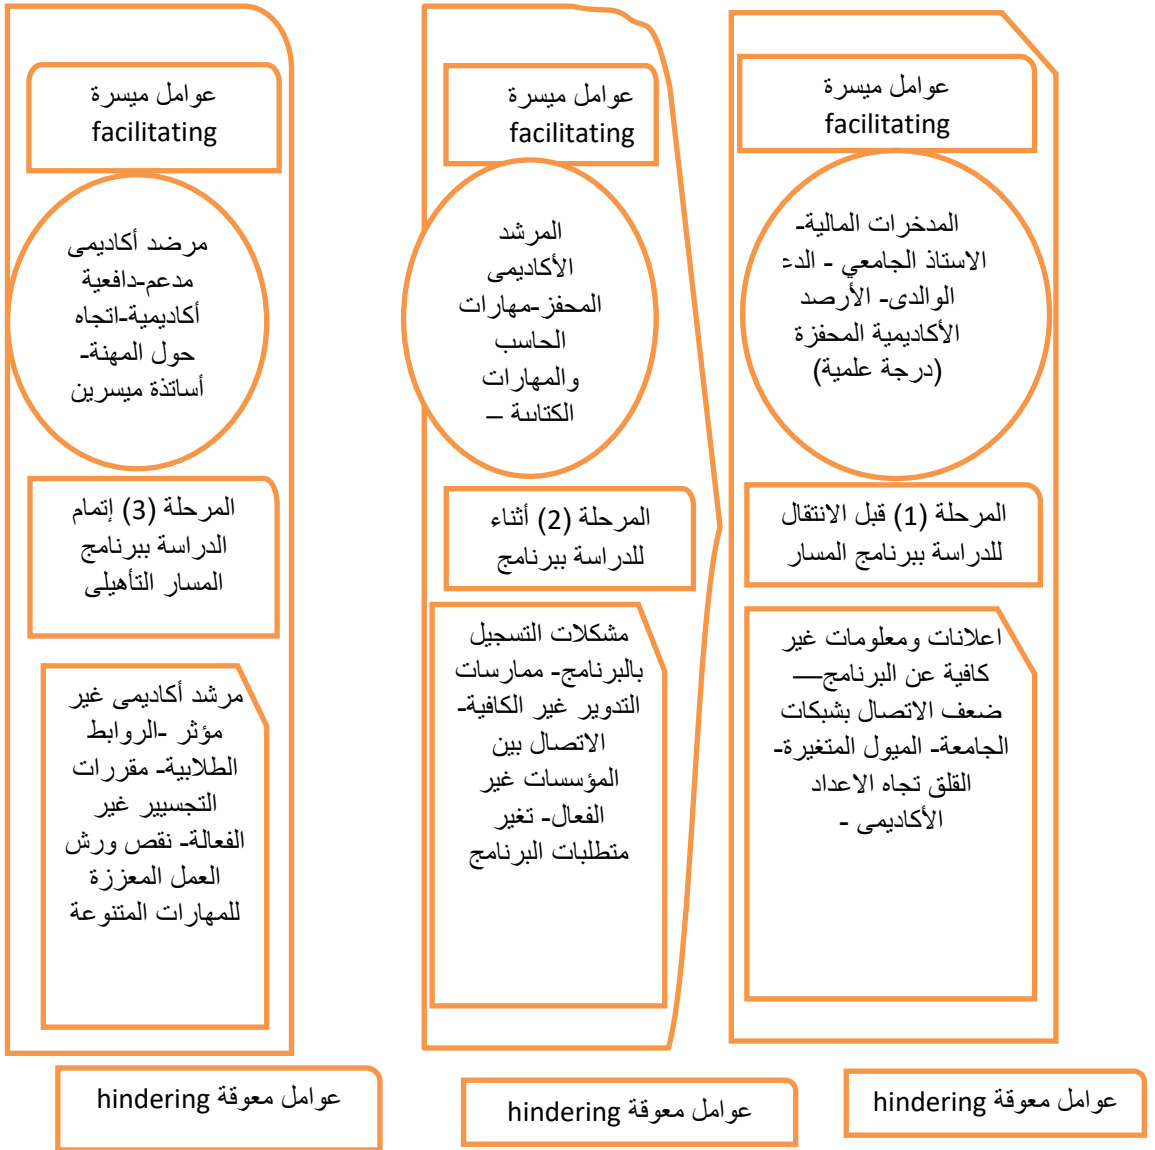 عوامل ميسرة
facilitating
المدخرات المالية-
الاستاذ الجامعي - الدع
الوالدى- الأرصد
الأكاديمية المحفزة
(درجة علمية)
المرحلة (1) قبل الانتقال
للدراسة ببرنامج المسار
اعلانات ومعلومات غير
كافية عن البرنامج—
ضعف الاتصال بشبكات
الجامعة- الميول المتغيرة-
القلق تجاه الاعداد
الأكاديمى -
عوامل معوقة hindering
عوامل ميسرة
facilitating
المرشد
الأكاديمى
المحفز-مهارات
الحاسب
والمهارات
الكتابية –
المرحلة (2) أثناء
للدراسة ببرنامج
مشكلات التسجيل
بالبرنامج- ممارسات
التدوير غير الكافية-
الاتصال بين
المؤسسات غير
الفعال- تغير
متطلبات البرنامج
عوامل معوقة hindering
عوامل ميسرة
facilitating
مرضد أكاديمى
مدعم-دافعية
أكاديمية-اتجاه
حول المهنة-
أساتذة ميسرين
المرحلة (3) إتمام
الدراسة ببرنامج
المسار التأهيلى
مرشد أكاديمى غير
مؤثر -الروابط
الطلابية- مقررات
التجسيير غير
الفعالة- نقص ورش
العمل المعززة
للمهارات المتنوعة
عوامل معوقة hindering